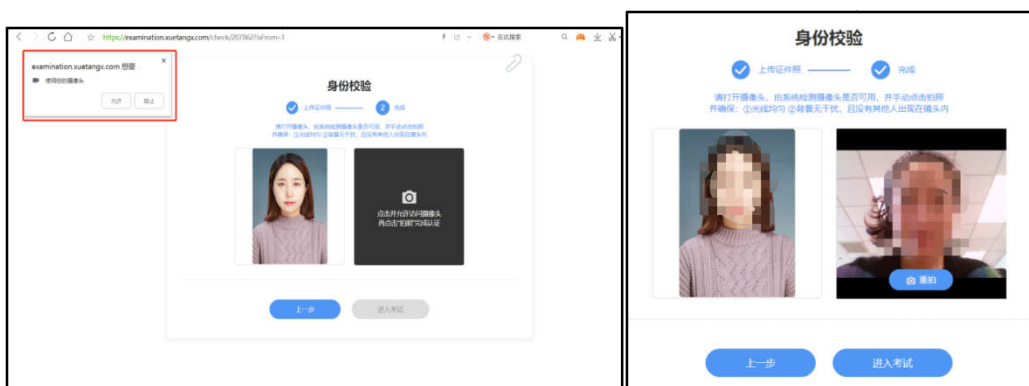 https://examination.xuetangx.com/check/207862?isFrom=1
在此搜索
examination.xuetangx.com 想要
使用您的摄像头
允许
禁止
身份校验
上传证件照
2
完成
请打开摄像头，由系统检测摄像头是否可用，并手动点击拍照
并确保：①光线均匀 ②背景无干扰，且没有其他人出现在镜头内
点击并允许访问摄像头
再点击“拍照”完成认证
上一步
进入考试
身份校验
上传证件照
完成
请打开摄像头，由系统检测摄像头是否可用，并手动点击拍照
并确保：①光线均匀 ②背景无干扰，且没有其他人出现在镜头内
重拍
上一步
进入考试